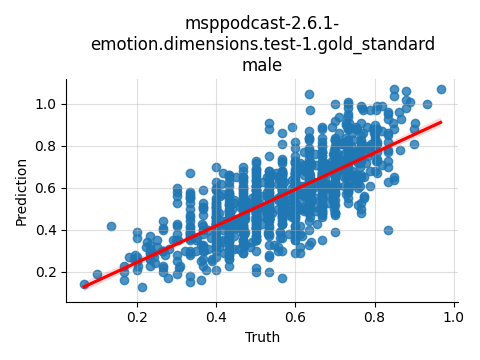 msppodcast-2.6.1-
emotion.dimensions.test-1.gold_standard
male
1.0
0.8
0.6
0.4
0.2
Prediction
0.2 0.4 0.6 0.8 1.0
Truth